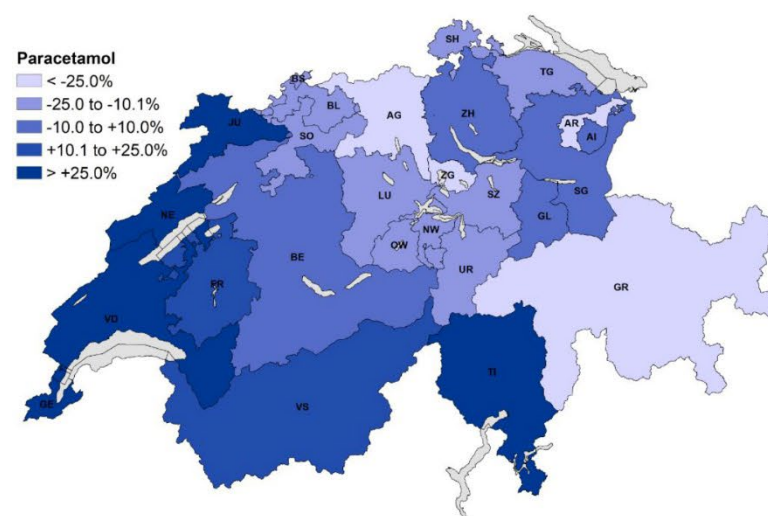 Paracetamol
< -25.0%
-25.0 to -10.1%
-10.0 to +10.0%
+10.1 to +25.0%
> +25.0%
SH
BS
TG
BL
JU
AG
ZH
SO
AR
AI
ZG
LU
SZ
SG
NE
GL
NW
OW
BE
UR
FR
GR
VD
TI
GE
VS